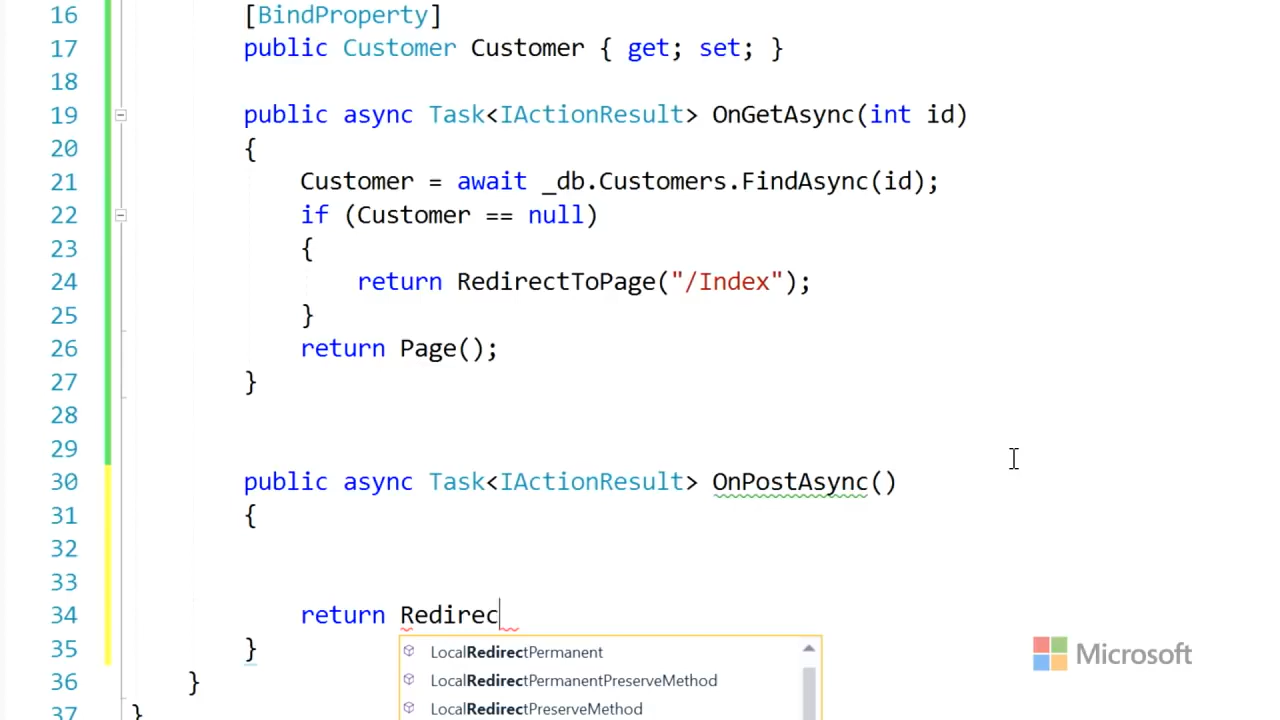 16 [BindProperty]
17 public Customer Customer { get; set; }
18
19 public async Task<IActionResult> OnGetAsync(int id)
20 {
21 Customer = await _db.Customers.FindAsync(id);
22 if (Customer == null)
23 {
24 return RedirectToPage("/Index");
25 }
26 return Page();
27 }
28
29
30 public async Task<IActionResult> OnPostAsync()
31 {
32
33
34 return Redirec
35 }
LocalRedirectPermanent
Microsoft
LocalRedirectPermanentPreserveMethod
36 }
LocalRedirectPreserveMethod
37 }